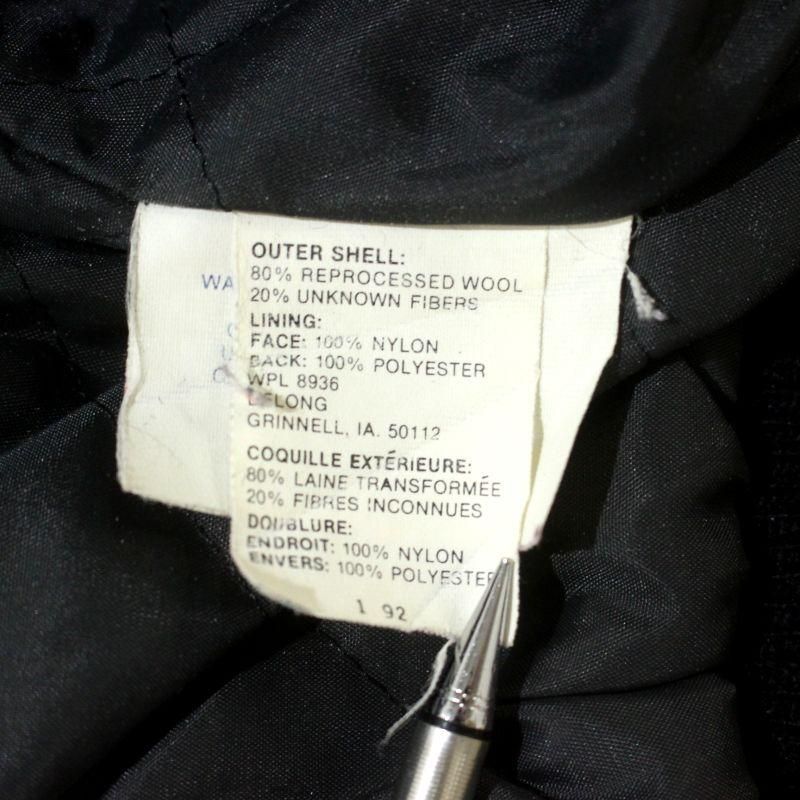 OUTER SHELL:
80% REPROCESSED WOOL
20% UNKNOWN FIBERS
LINING:
FACE: 100% NYLON
BACK: 100% POLYESTER
WPL 8936
DELONG
GRINNELL, IA. 50112
COQUILLE EXTÉRIEURE:
80% LAINE TRANSFORMÉE
20% FIBRES INCONNUES
DOUBLURE:
ENDROIT: 100% NYLON
ENVERS: 100% POLYESTER
1 92
WA